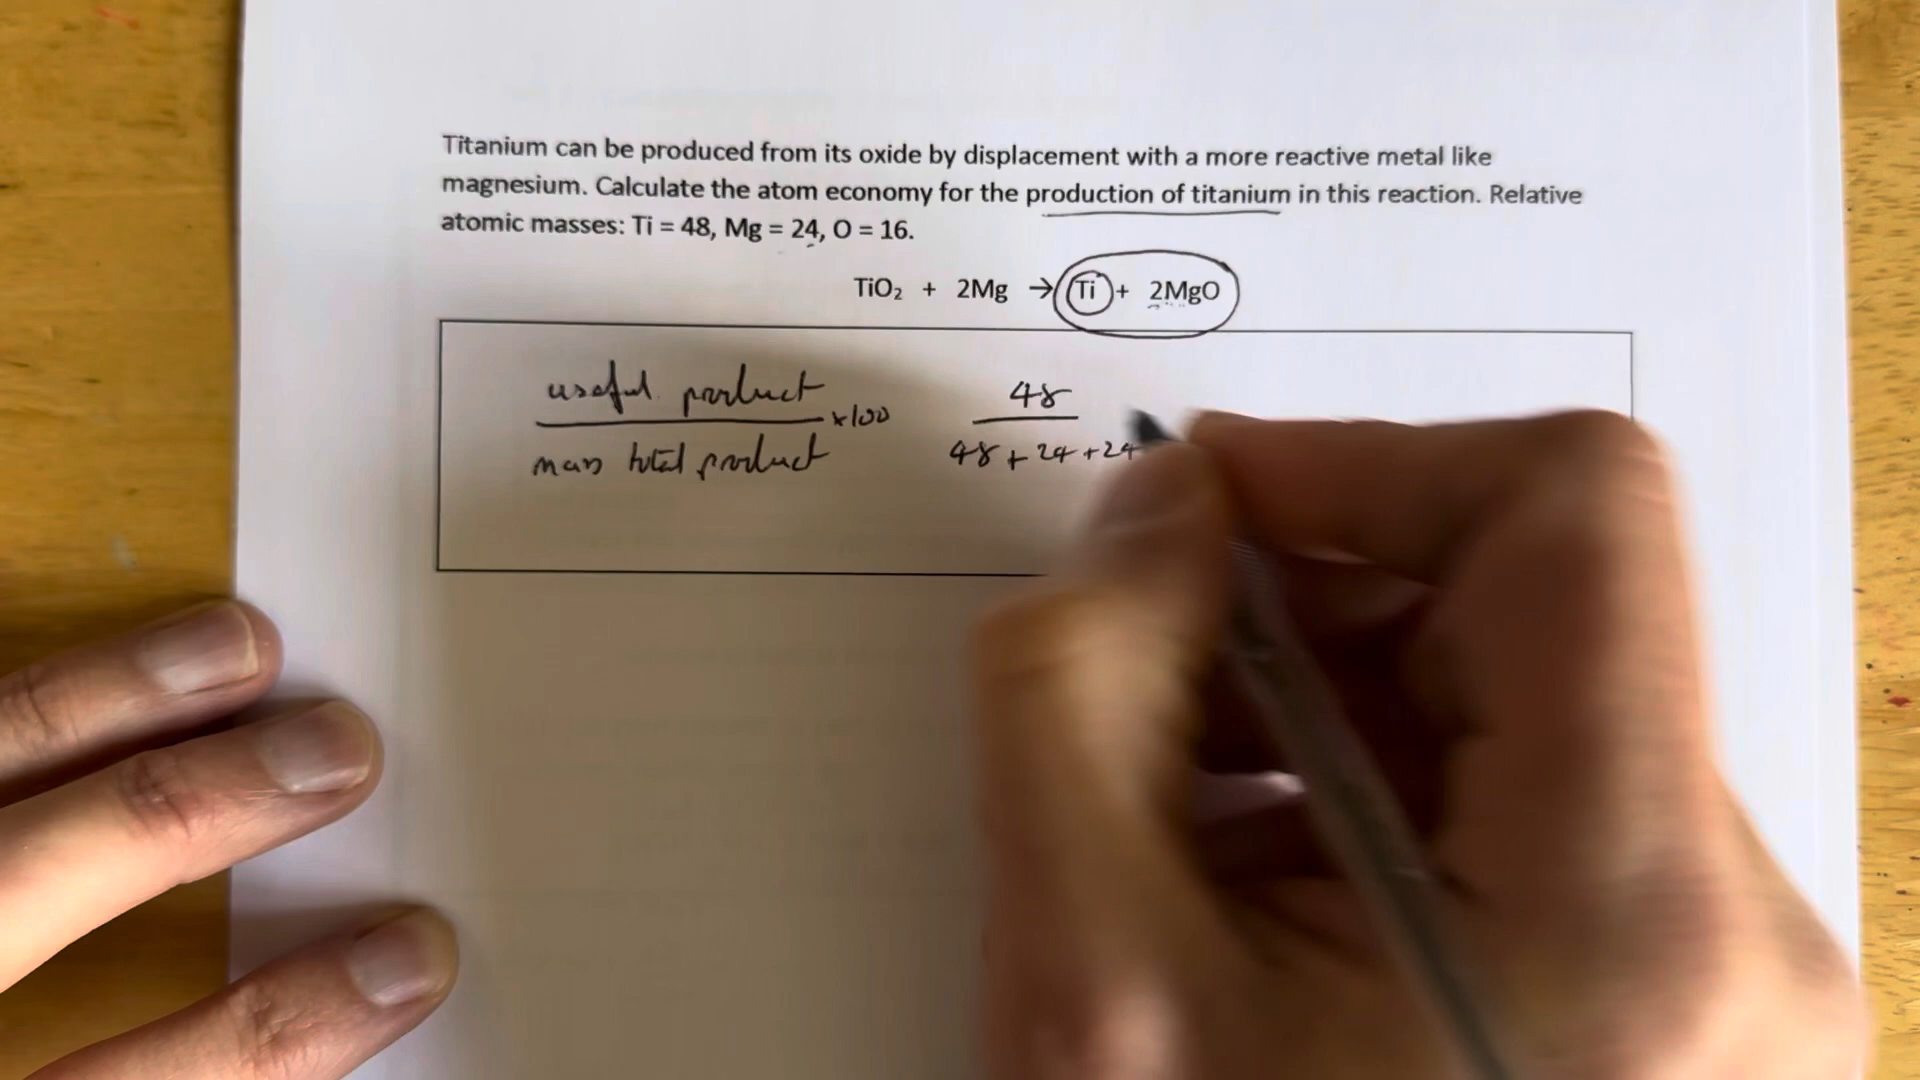 Titanium can be produced from its oxide by displacement with a more reactive metal like
magnesium. Calculate the atom economy for the production of titanium in this reaction. Relative
atomic masses: Ti = 48, Mg = 24, O = 16.
TiO₂ + 2Mg → Ti + 2MgO
useful product
x100
mass total product
48
48 + 24 + 24